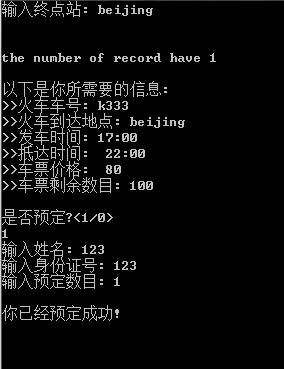 输入终点站: beijing
the number of record have 1
以下是你所需要的信息:
>>火车车号: k333
>>火车到达地点: beijing
>>发车时间: 17:00
>>抵达时间: 22:00
>>车票价格: 80
>>车票剩余数目: 100
是否预定?<1/0>
1
输入姓名: 123
输入身份证号: 123
输入预定数目: 1
你已经预定成功!